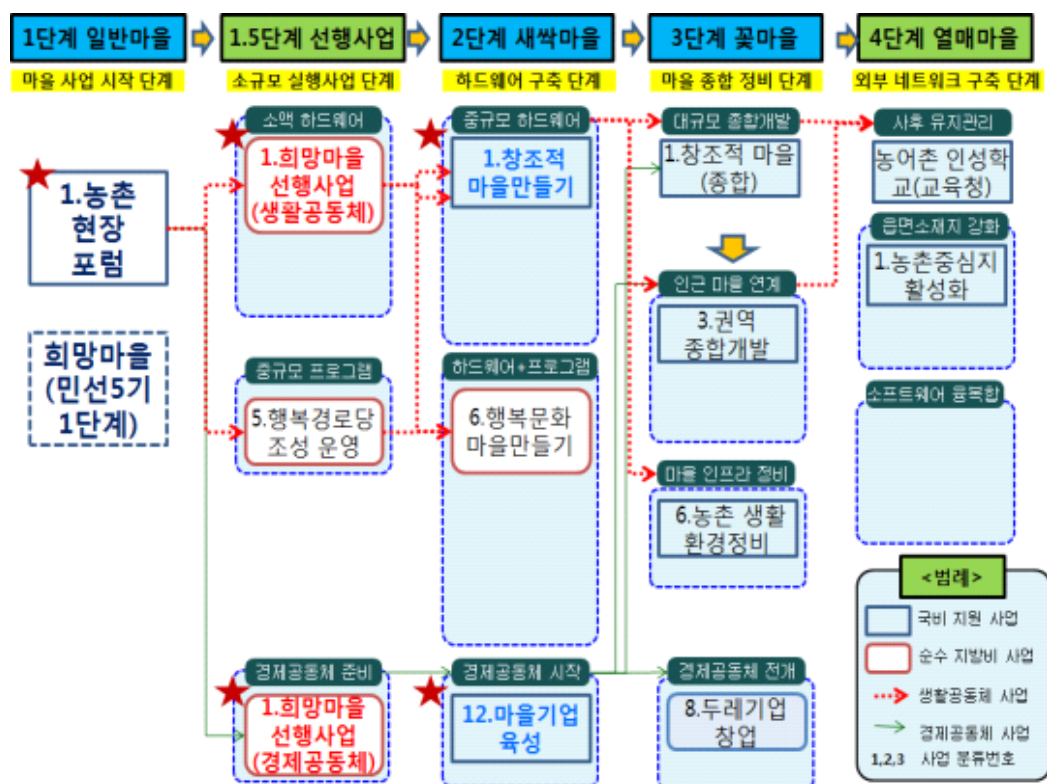 1단계 일반마을
1.5단계 선행사업
2단계 새싹마을
3단계 꽃마을
4단계 열매마을
마을 사업 시작 단계
소규모 실행사업 단계
하드웨어 구축 단계
마을 종합 정비 단계
외부 네트워크 구축 단계
1.농촌
현장
포럼
희망마을
(민선5기
1단계)
소액 하드웨어
1.희망마을
선행사업
(생활공동체)
중규모 프로그램
5.행복경로당
조성 운영
경제공동체 준비
1.희망마을
선행사업
(경제공동체)
중규모 하드웨어
1.창조적
마을만들기
하드웨어+프로그램
6.행복문화
마을만들기
경제공동체 시작
12.마을기업
육성
대규모 종합개발
1.창조적 마을
(종합)
인근 마을 연계
3.권역
종합개발
마을 인프라 정비
6.농촌 생활
환경정비
경제공동체 전개
8.두레기업
창업
사후 유지관리
농어촌 인성학
교(교육청)
읍면소재지 강화
1.농촌중심지
활성화
소프트웨어 융복합
<범례>
국비 지원 사업
순수 지방비 사업
생활공동체 사업
경제공동체 사업
1,2,3 사업 분류번호